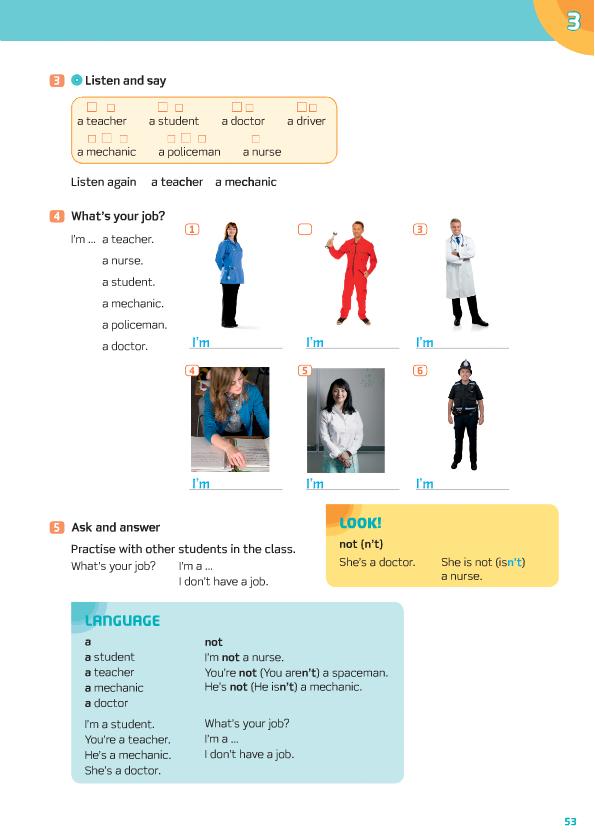 3
3 Listen and say
a teacher a student a doctor a driver
a mechanic a policeman a nurse
Listen again a teacher a mechanic
4 What's your job?
I'm ... a teacher.
a nurse.
a student.
a mechanic.
a policeman.
a doctor.
1
3
I'm
I'm
I'm
4
5
6
I'm
I'm
I'm
5 Ask and answer
Practise with other students in the class.
What's your job? I'm a ...
I don't have a job.
LOOK!
not (n't)
She's a doctor. She is not (isn't)
a nurse.
LANGUAGE
a
a student
a teacher
a mechanic
a doctor
I'm a student.
You're a teacher.
He's a mechanic.
She's a doctor.
not
I'm not a nurse.
You're not (You aren't) a spaceman.
He's not (He isn't) a mechanic.
What's your job?
I'm a ...
I don't have a job.
53